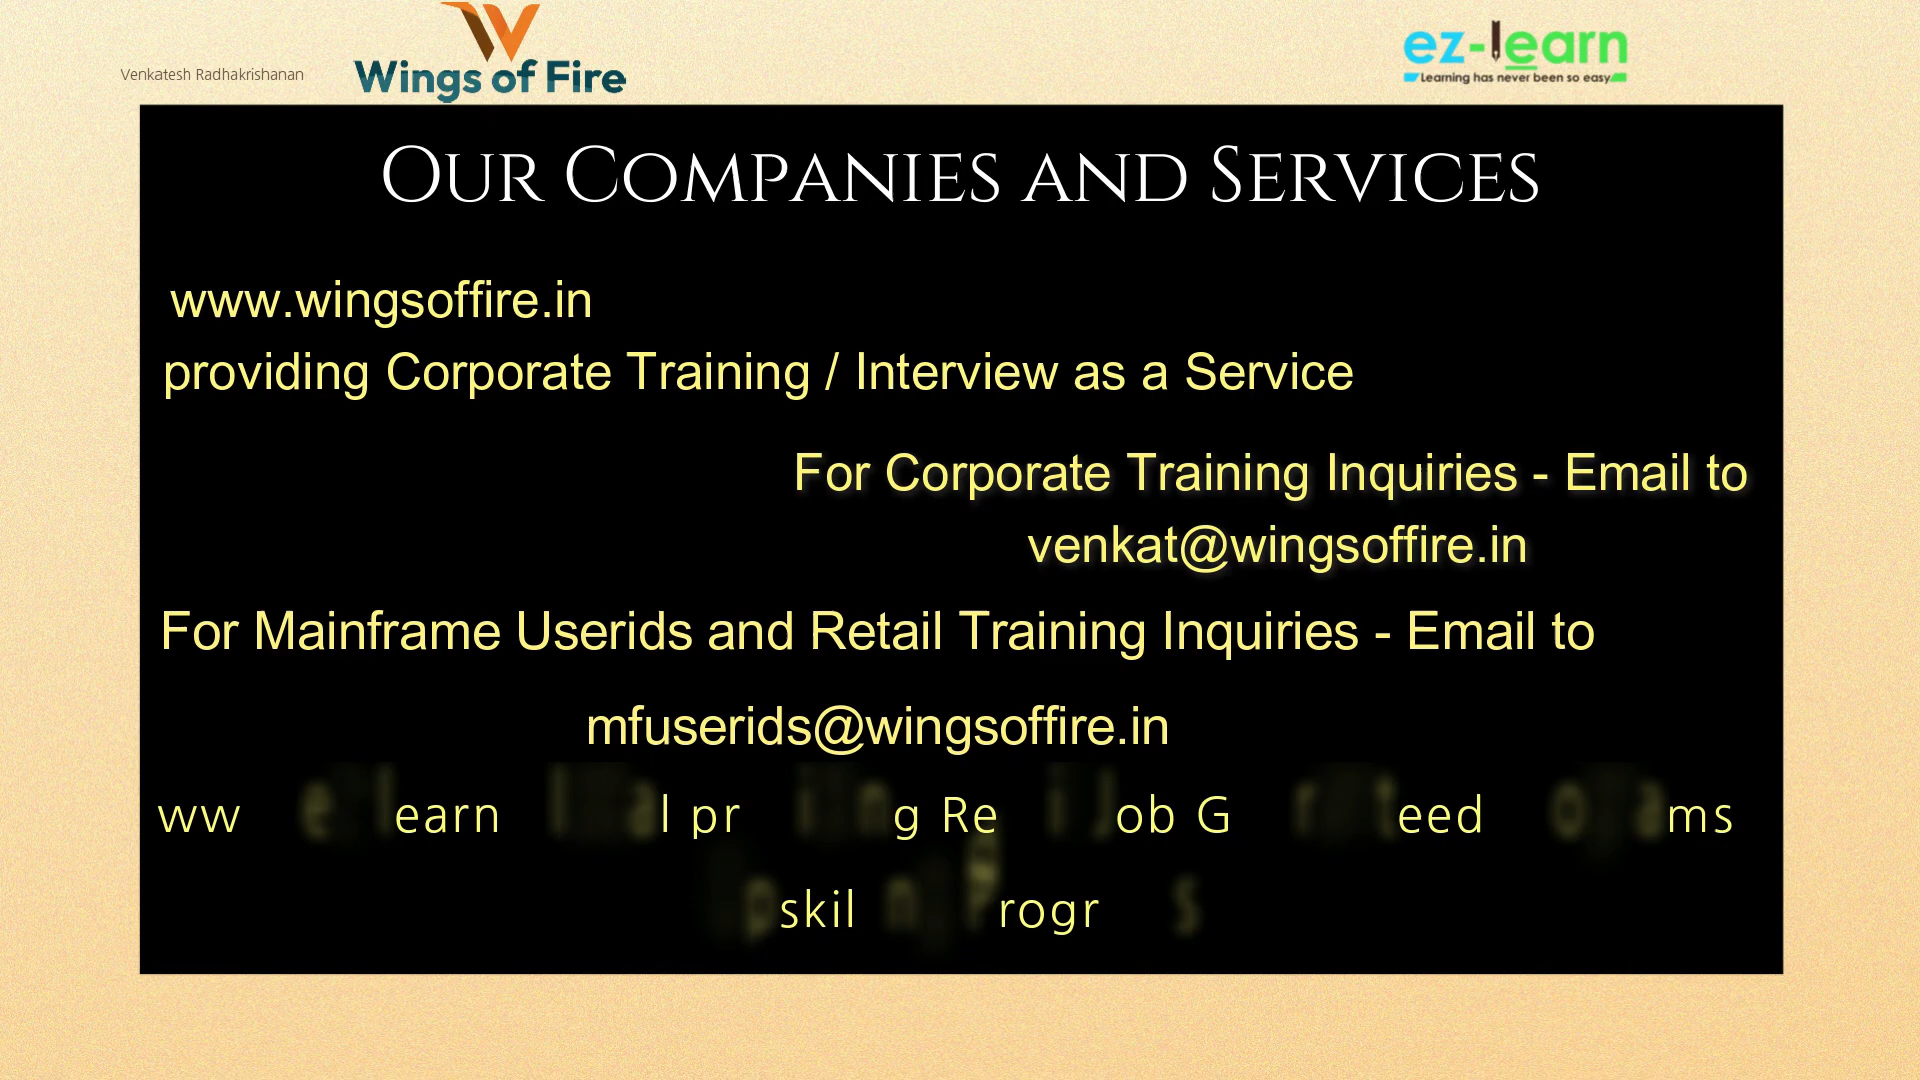 Venkatesh Radhakrishanan
Wings of Fire
ez-learn
Learning has never been so easy
Our Companies and Services
www.wingsoffire.in
providing Corporate Training / Interview as a Service
For Corporate Training Inquiries - Email to
venkat@wingsoffire.in
For Mainframe Userids and Retail Training Inquiries - Email to
mfuserids@wingsoffire.in